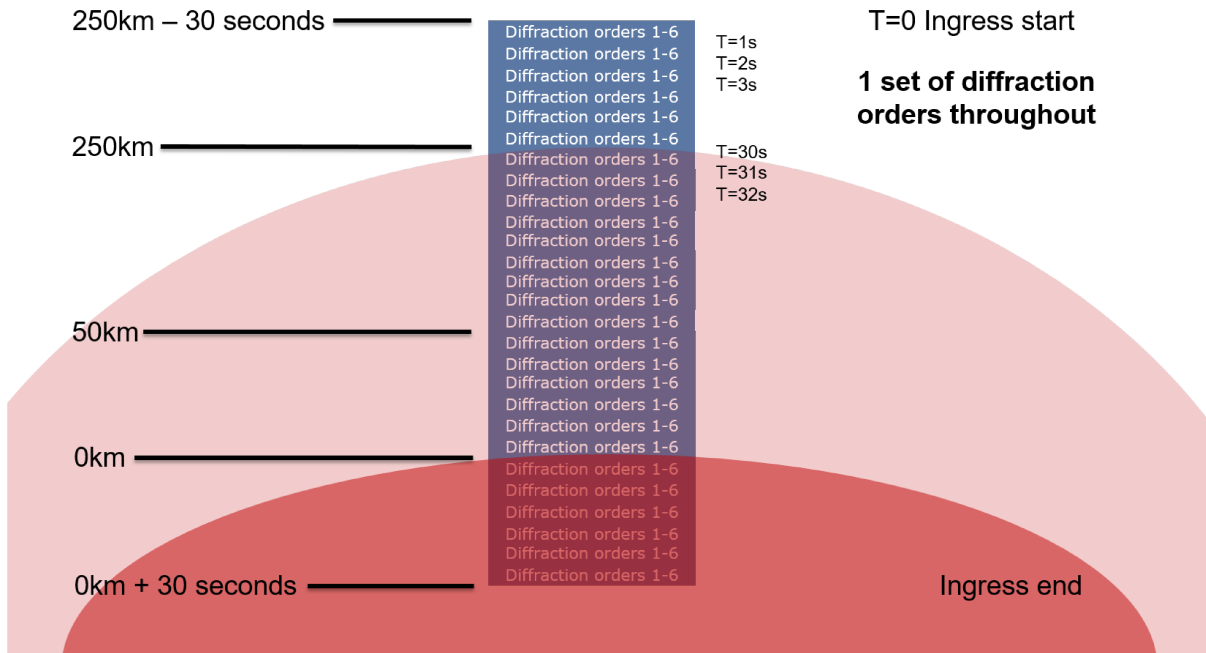 250km – 30 seconds
T=0 Ingress start
Diffraction orders 1-6
T=1s
Diffraction orders 1-6
T=2s
Diffraction orders 1-6
T=3s
1 set of diffraction
orders throughout
Diffraction orders 1-6
Diffraction orders 1-6
Diffraction orders 1-6
250km
T=30s
Diffraction orders 1-6
T=31s
Diffraction orders 1-6
T=32s
Diffraction orders 1-6
Diffraction orders 1-6
Diffraction orders 1-6
Diffraction orders 1-6
Diffraction orders 1-6
Diffraction orders 1-6
Diffraction orders 1-6
50km
Diffraction orders 1-6
Diffraction orders 1-6
Diffraction orders 1-6
Diffraction orders 1-6
Diffraction orders 1-6
Diffraction orders 1-6
0km
Diffraction orders 1-6
Diffraction orders 1-6
Diffraction orders 1-6
Diffraction orders 1-6
Diffraction orders 1-6
Diffraction orders 1-6
0km + 30 seconds
Ingress end